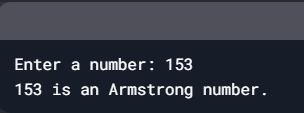 Enter a number: 153
153 is an Armstrong number.